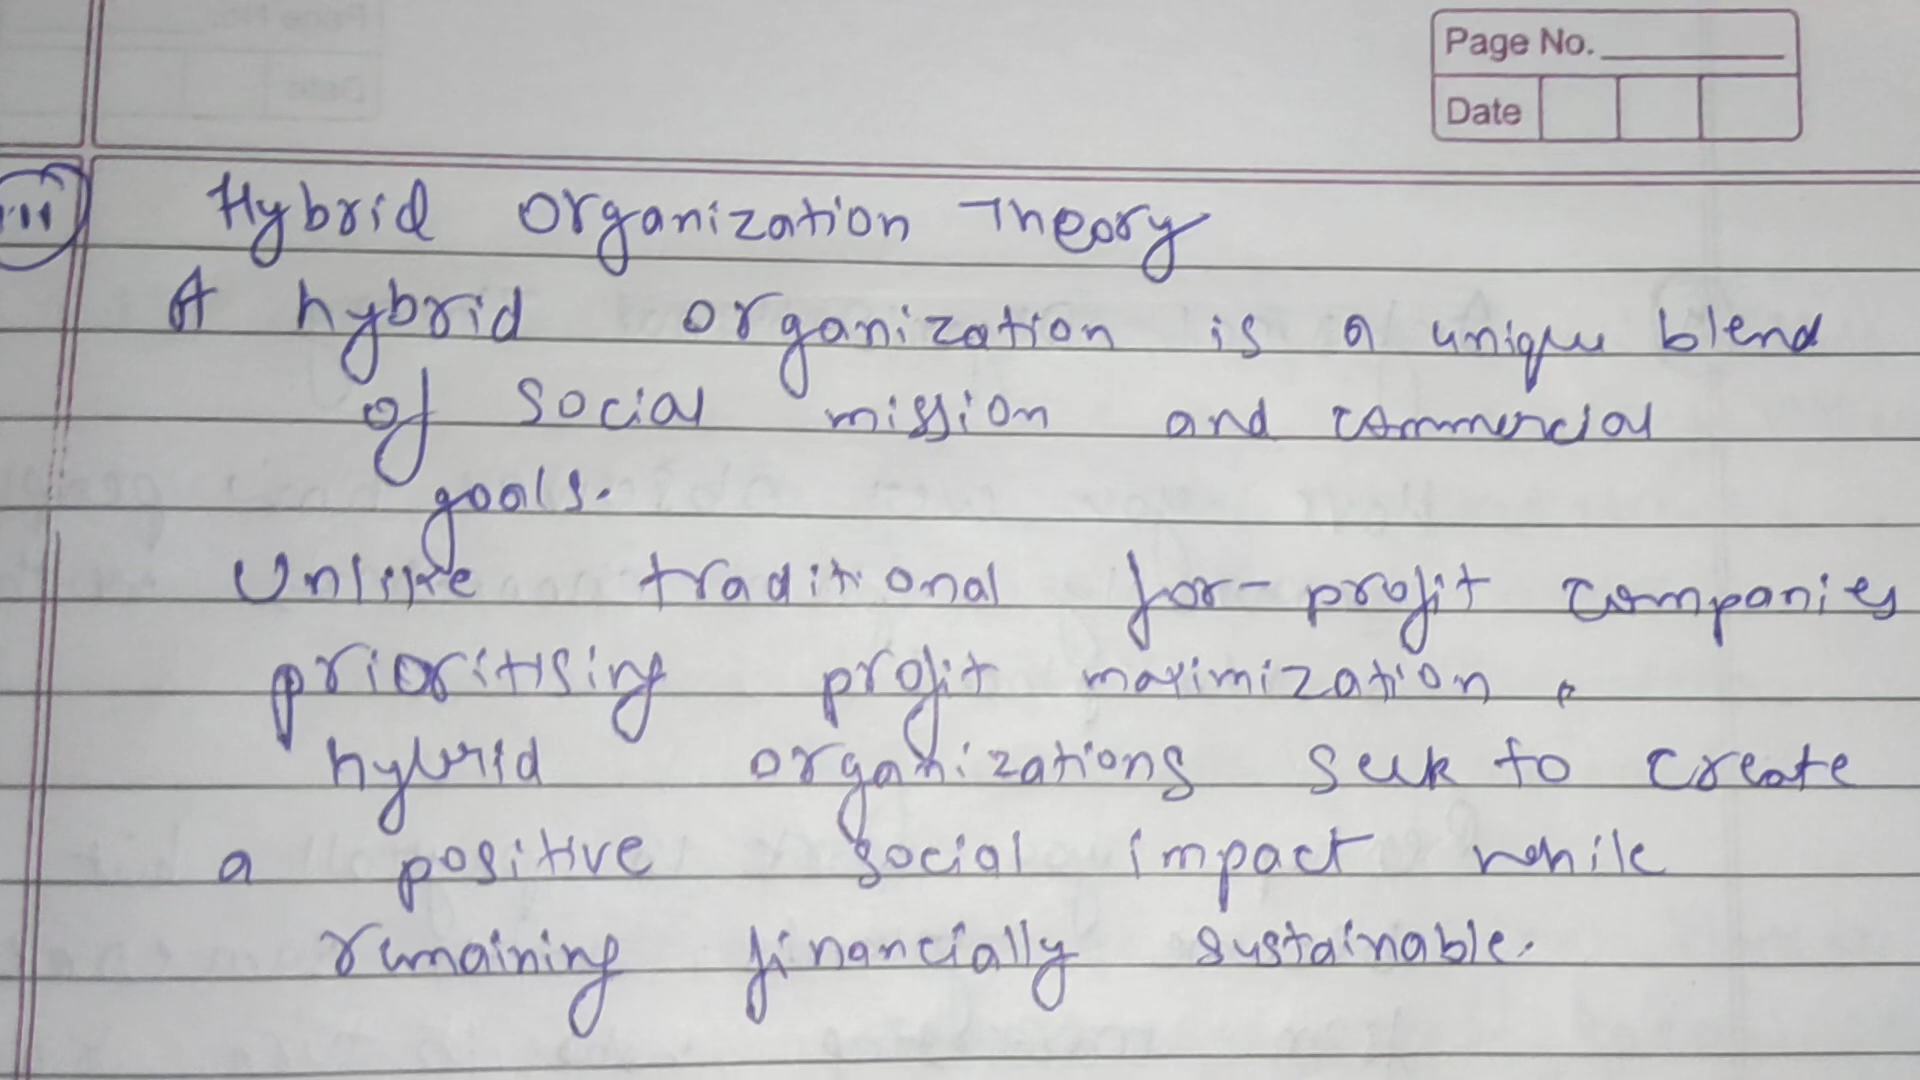 Page No.
Date
iii
Hybrid Organization Theory
A hybrid organization is a unique blend
of social mission and commercial
goals.
Unlike traditional for-profit companies
prioritising profit maximization,
hybrid organizations seek to create
a positive social impact while
remaining financially sustainable.